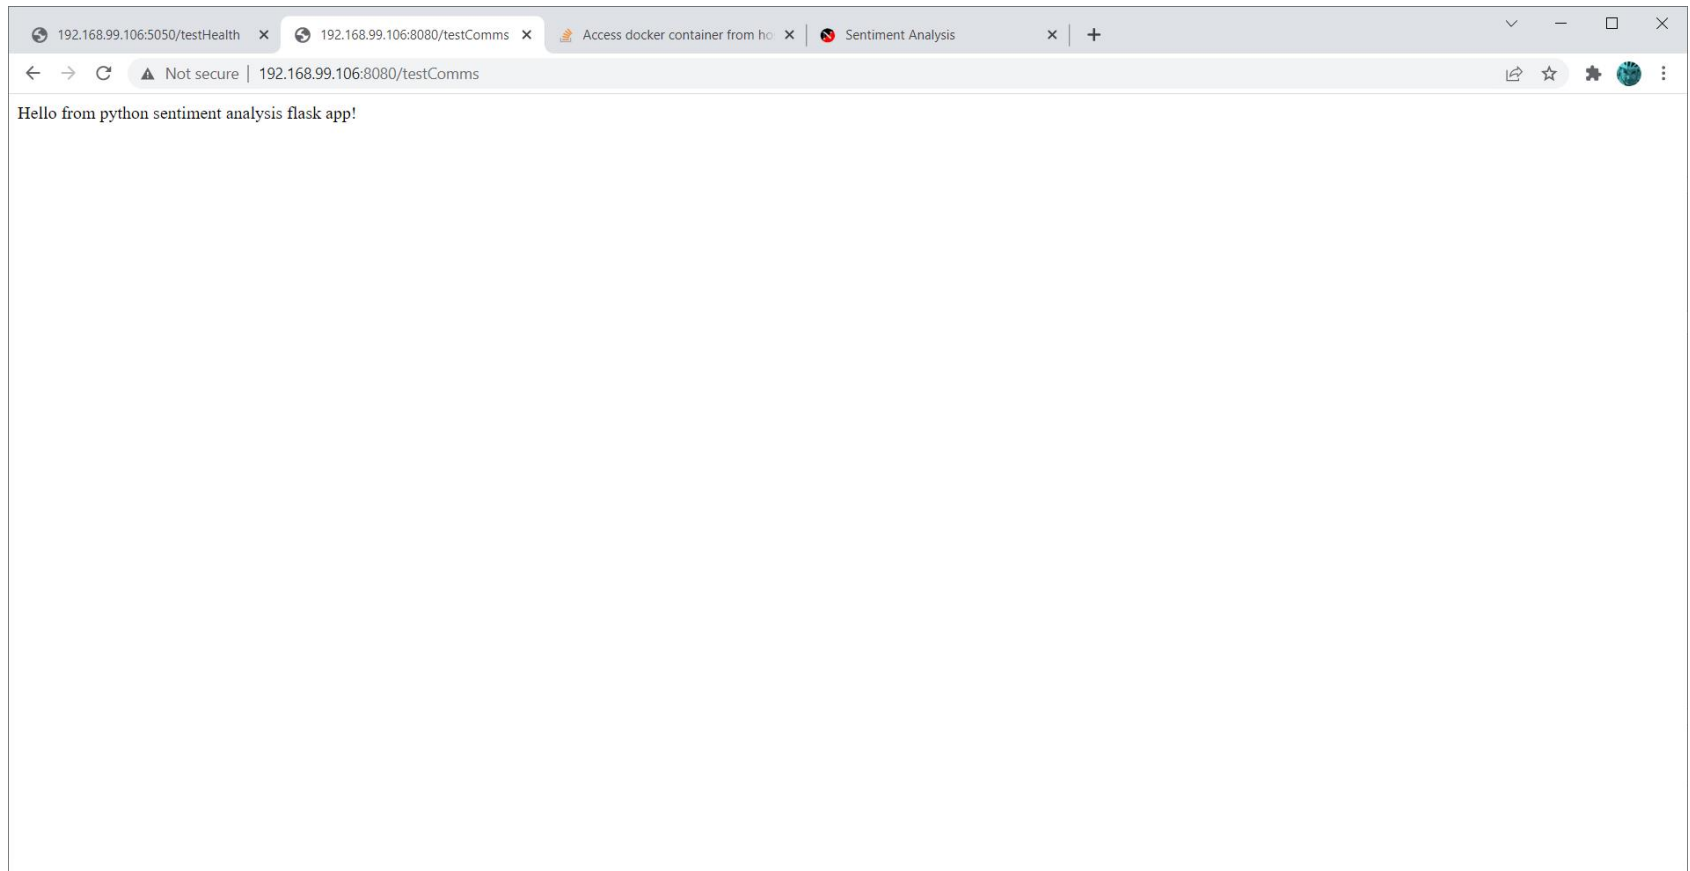 192.168.99.106:5050/testHealth
192.168.99.106:8080/testComms
Access docker container from ho
Sentiment Analysis
Not secure
192.168.99.106:8080/testComms
Hello from python sentiment analysis flask app!